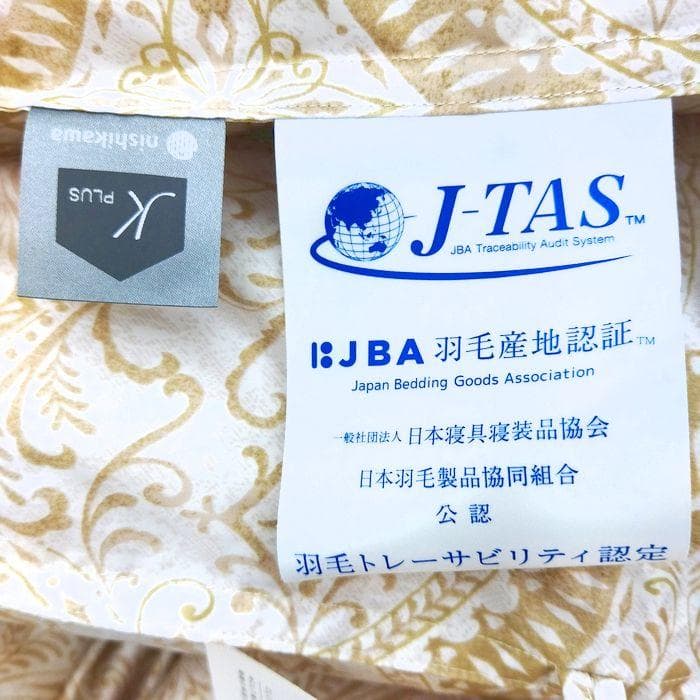 nishikawa
JK PLUS
J-TAS™
JBA Traceability Audit System
JBA 羽毛産地認証™
Japan Bedding Goods Association
一般社団法人 日本寝具寝装品協会
日本羽毛製品協同組合
公認
羽毛トレーサビリティ認定